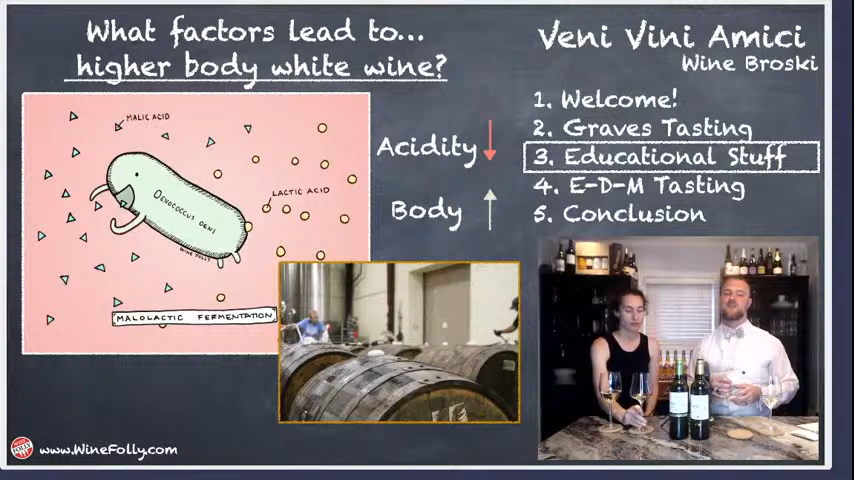 What factors lead to...
higher body white wine?
MALIC ACID
OENOCOCCUS OENI
WINE FOLLY
LACTIC ACID
MALOLACTIC FERMENTATION
Acidity
Body
www.WineFolly.com
Veni Vini Amici
Wine Broski
1. Welcome!
2. Graves Tasting
3. Educational Stuff
4. E-D-M Tasting
5. Conclusion